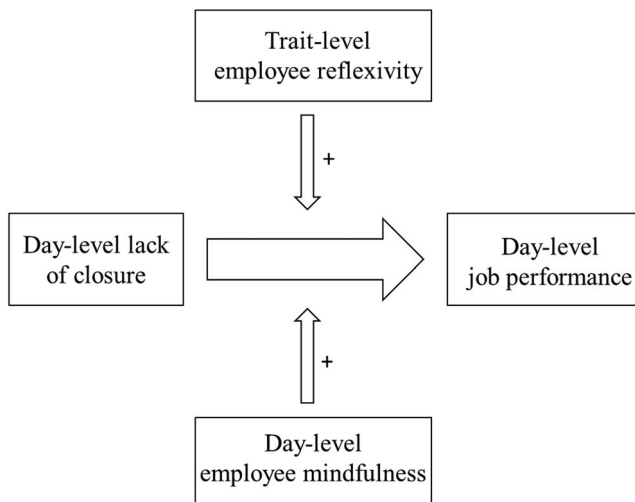 Trait-level
employee reflexivity
+
Day-level lack
of closure
Day-level
job performance
+
Day-level
employee mindfulness